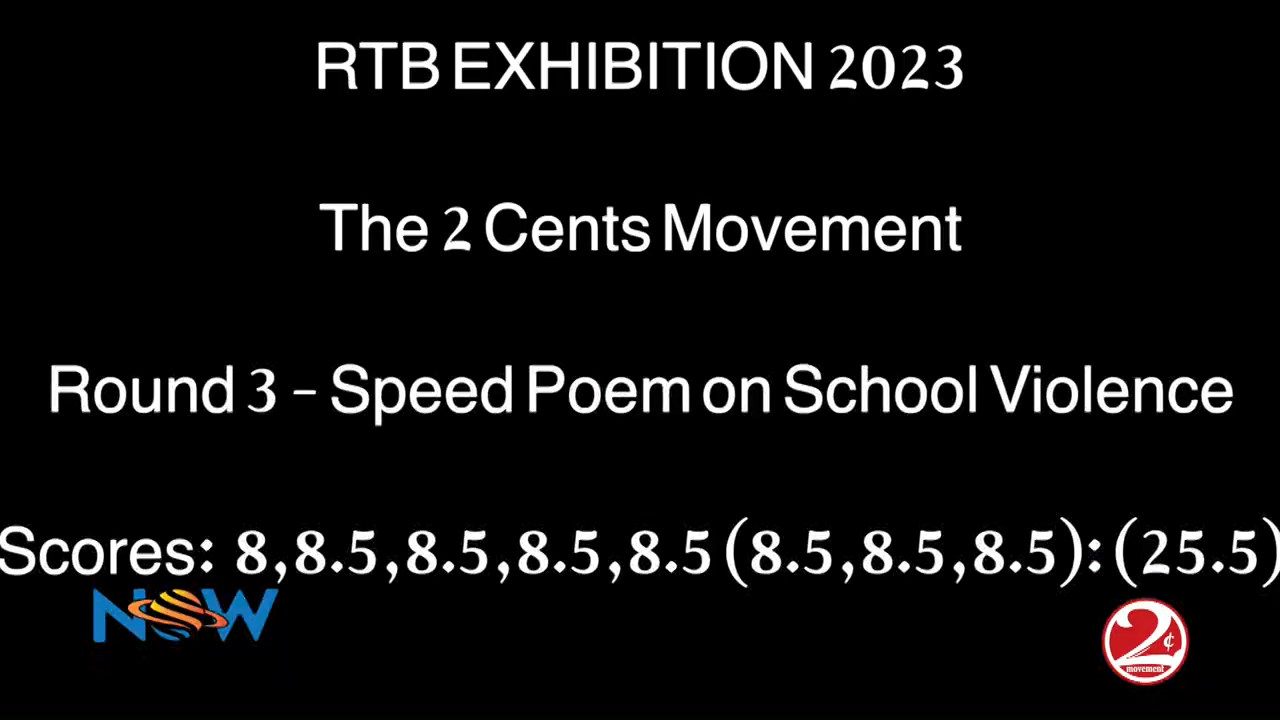 RTB EXHIBITION 2023
The 2 Cents Movement
Round 3 - Speed Poem on School Violence
Scores: 8,8.5,8.5,8.5,8.5 (8.5,8.5,8.5): (25.5)
NOW
2¢
movement